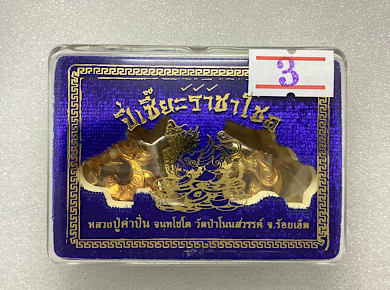 3
ปี่เซี๊ยะราชาโชค
หลวงปู่คำปั่น จนฺทโชโต วัดป่าโนนสวรรค์ จ.ร้อยเอ็ด